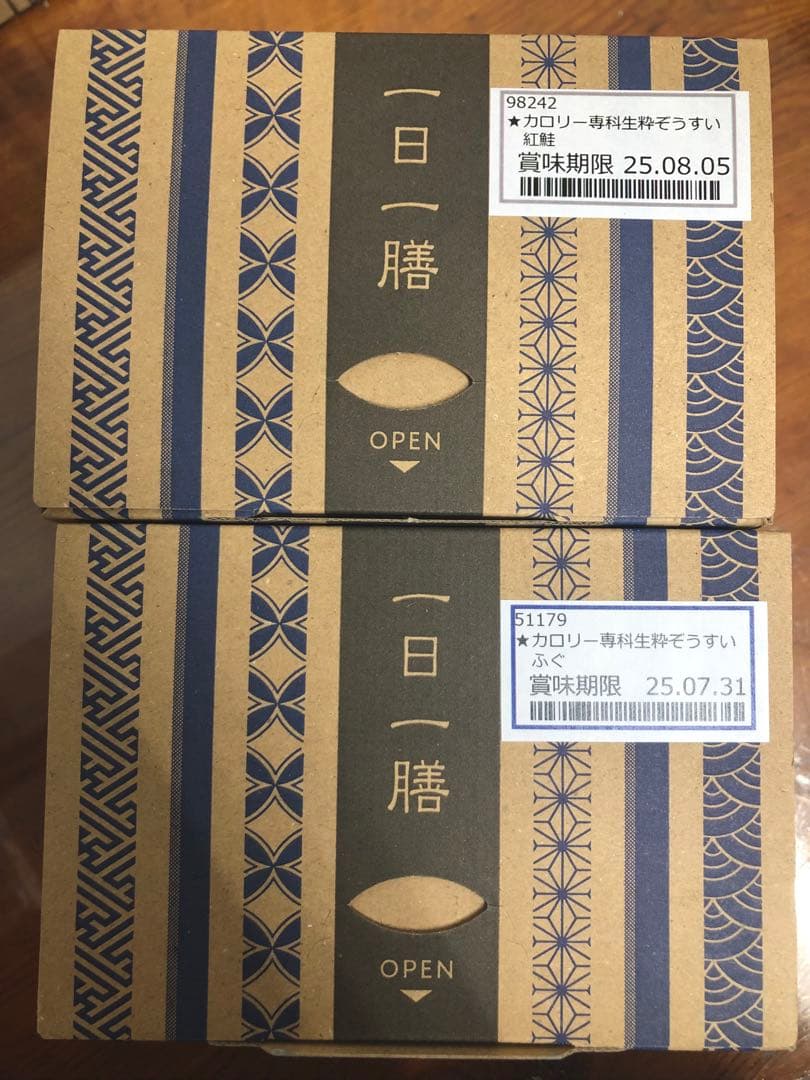 一日一膳
OPEN
98242
★カロリー専科生粋ぞうすい
紅鮭
賞味期限 25.08.05
一日一膳
OPEN
51179
★カロリー専科生粋ぞうすい
ふぐ
賞味期限 25.07.31